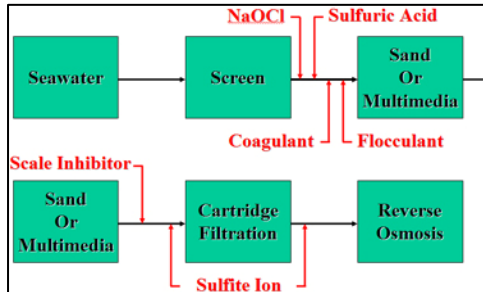 NaOCl Sulfuric Acid
Seawater
Screen
Sand
Or
Multimedia
Coagulant Flocculant
Scale Inhibitor
Sand
Or
Multimedia
Cartridge
Filtration
Reverse
Osmosis
Sulfite Ion